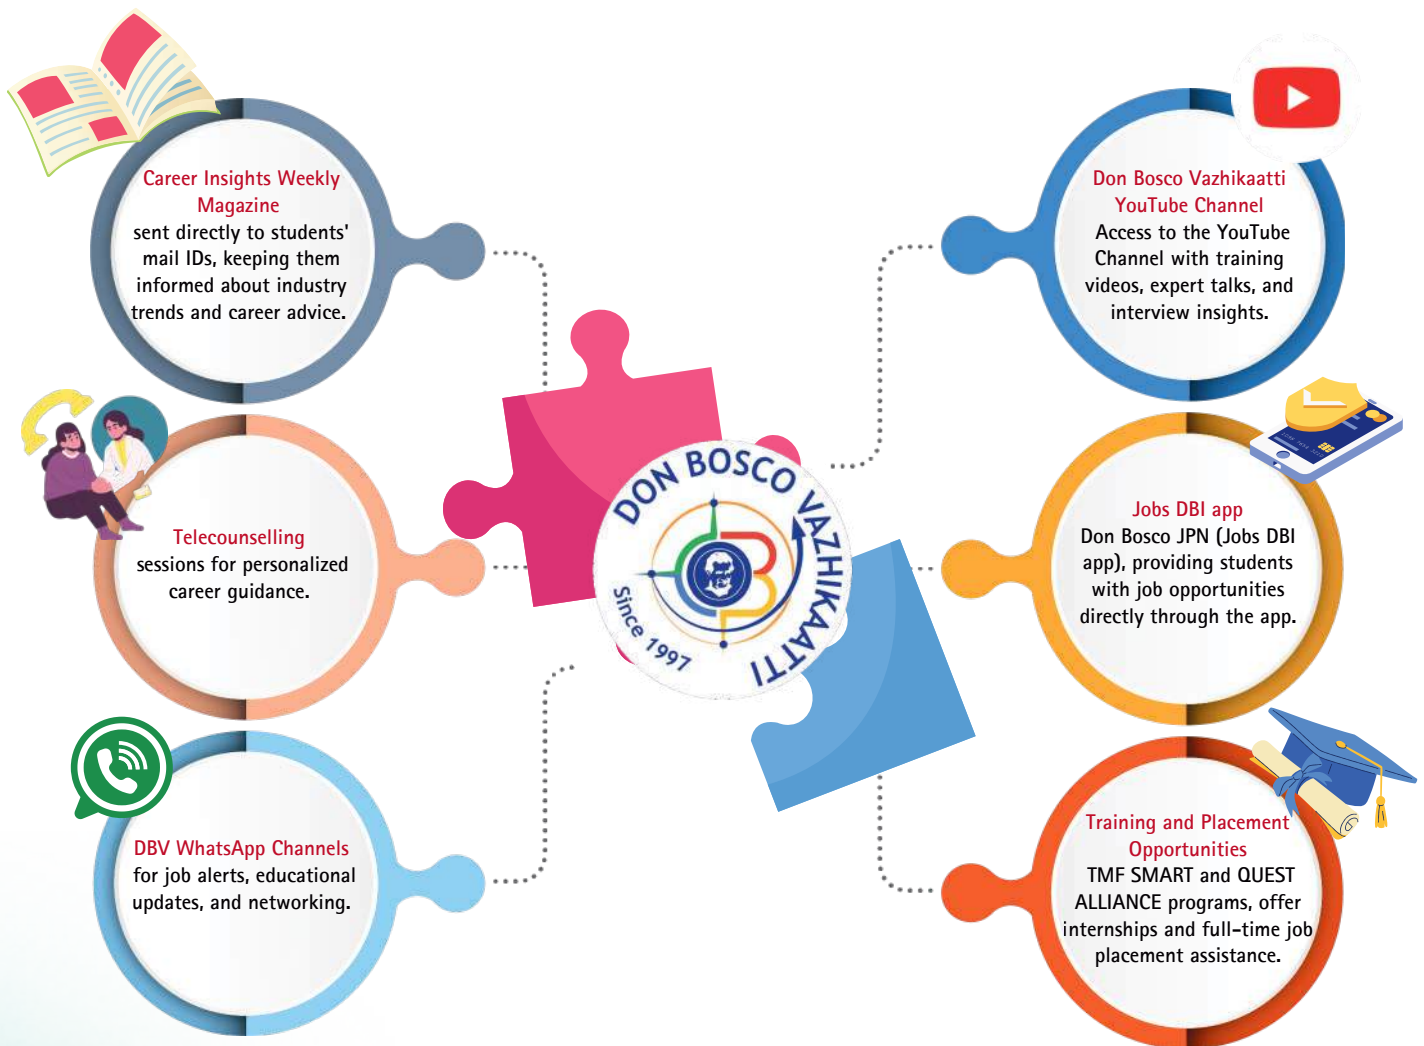 Career Insights Weekly
Magazine
sent directly to students'
mail IDs, keeping them
informed about industry
trends and career advice.
Telecounselling
sessions for personalized
career guidance.
DBV WhatsApp Channels
for job alerts, educational
updates, and networking.
DON BOSCO VAZHIKAATTI
Since 1997
Don Bosco Vazhikaatti
YouTube Channel
Access to the YouTube
Channel with training
videos, expert talks, and
interview insights.
Jobs DBI app
Don Bosco JPN (Jobs DBI
app), providing students
with job opportunities
directly through the app.
Training and Placement
Opportunities
TMF SMART and QUEST
ALLIANCE programs, offer
internships and full-time job
placement assistance.